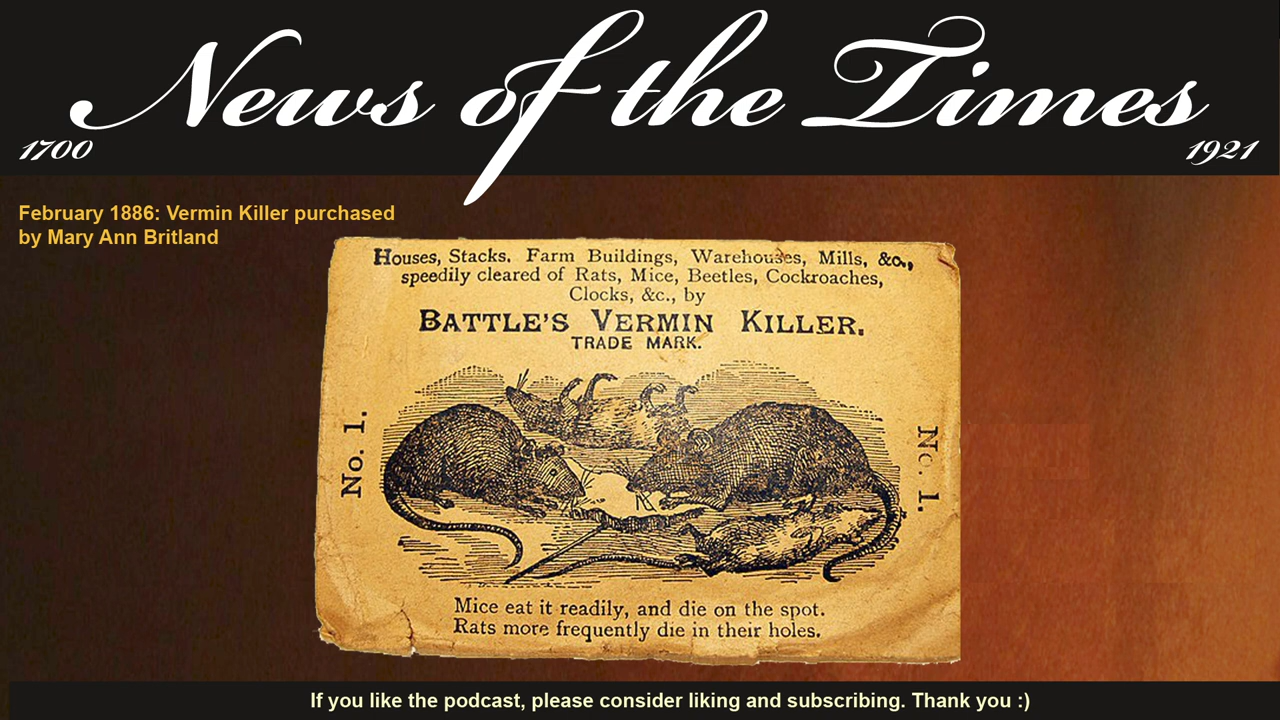 News of the Times
1700
1921
February 1886: Vermin Killer purchased
by Mary Ann Britland
Houses, Stacks. Farm Buildings, Warehouses, Mills, &c.,
speedily cleared of Rats, Mice, Beetles, Cockroaches,
Clocks, &c., by
BATTLE'S VERMIN KILLER.
TRADE MARK.
No. 1.
No. 1.
Mice eat it readily, and die on the spot.
Rats more frequently die in their holes.
If you like the podcast, please consider liking and subscribing. Thank you :)